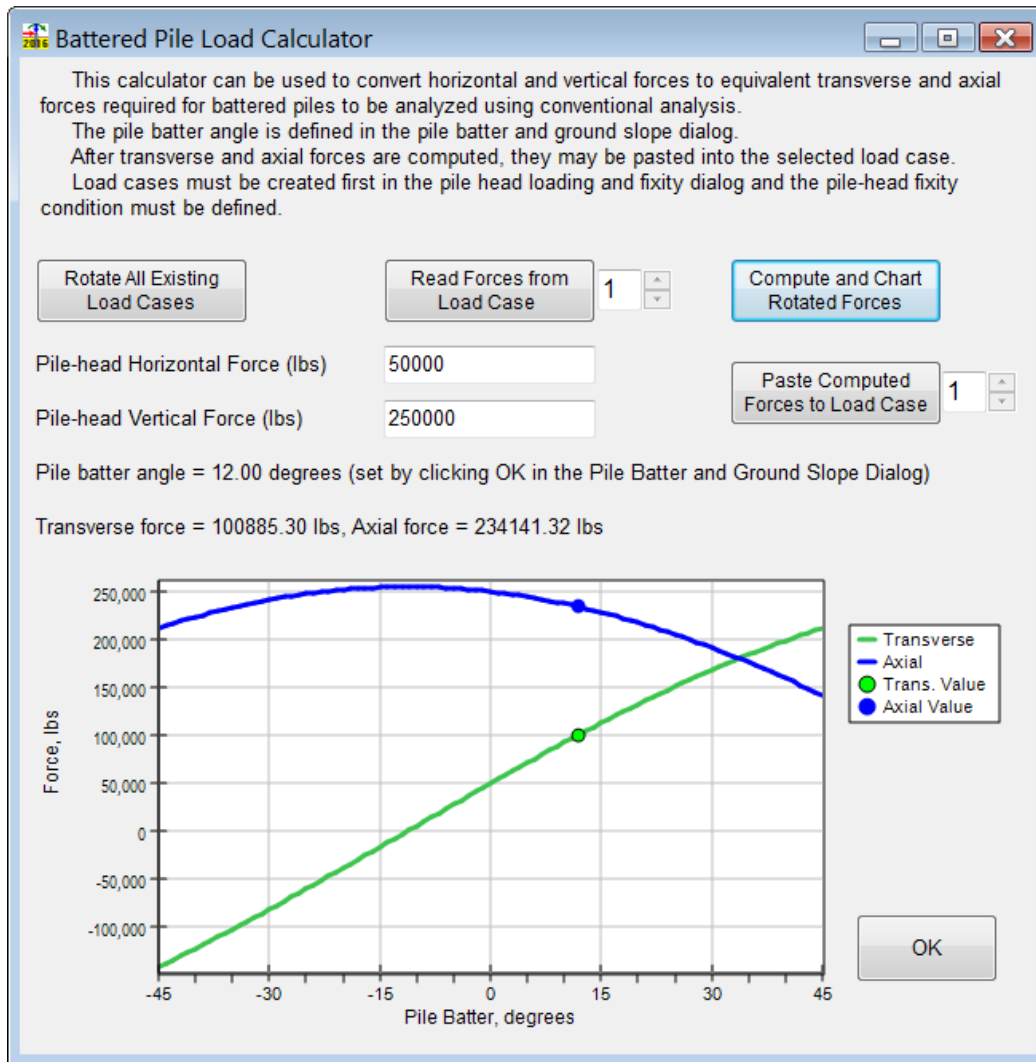 2016 Battered Pile Load Calculator
This calculator can be used to convert horizontal and vertical forces to equivalent transverse and axial
forces required for battered piles to be analyzed using conventional analysis.
The pile batter angle is defined in the pile batter and ground slope dialog.
After transverse and axial forces are computed, they may be pasted into the selected load case.
Load cases must be created first in the pile head loading and fixity dialog and the pile-head fixity
condition must be defined.
Rotate All Existing
Load Cases
Read Forces from
Load Case
1
Compute and Chart
Rotated Forces
Pile-head Horizontal Force (lbs)
50000
Pile-head Vertical Force (lbs)
250000
Paste Computed
Forces to Load Case
1
Pile batter angle = 12.00 degrees (set by clicking OK in the Pile Batter and Ground Slope Dialog)
Transverse force = 100885.30 lbs, Axial force = 234141.32 lbs
Force, lbs
250,000
200,000
150,000
100,000
50,000
0
-50,000
-100,000
-45
-30
-15
0
15
30
45
Pile Batter, degrees
Transverse
Axial
Trans. Value
Axial Value
OK